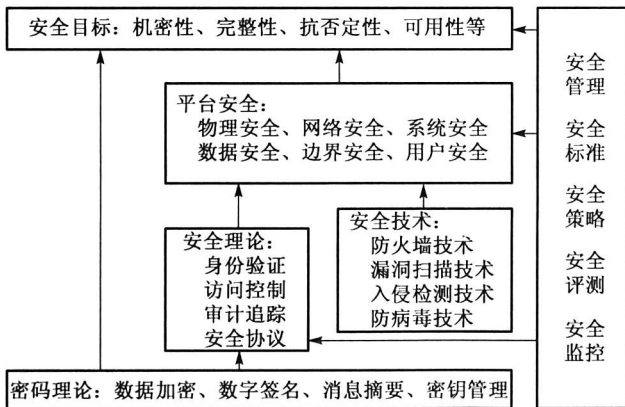 安全目标：机密性、完整性、抗否定性、可用性等
平台安全：
物理安全、网络安全、系统安全
数据安全、边界安全、用户安全
安全理论：
身份验证
访问控制
审计追踪
安全协议
安全技术：
防火墙技术
漏洞扫描技术
入侵检测技术
防病毒技术
密码理论：数据加密、数字签名、消息摘要、密钥管理
安全
管理
安全
标准
安全
策略
安全
评测
安全
监控